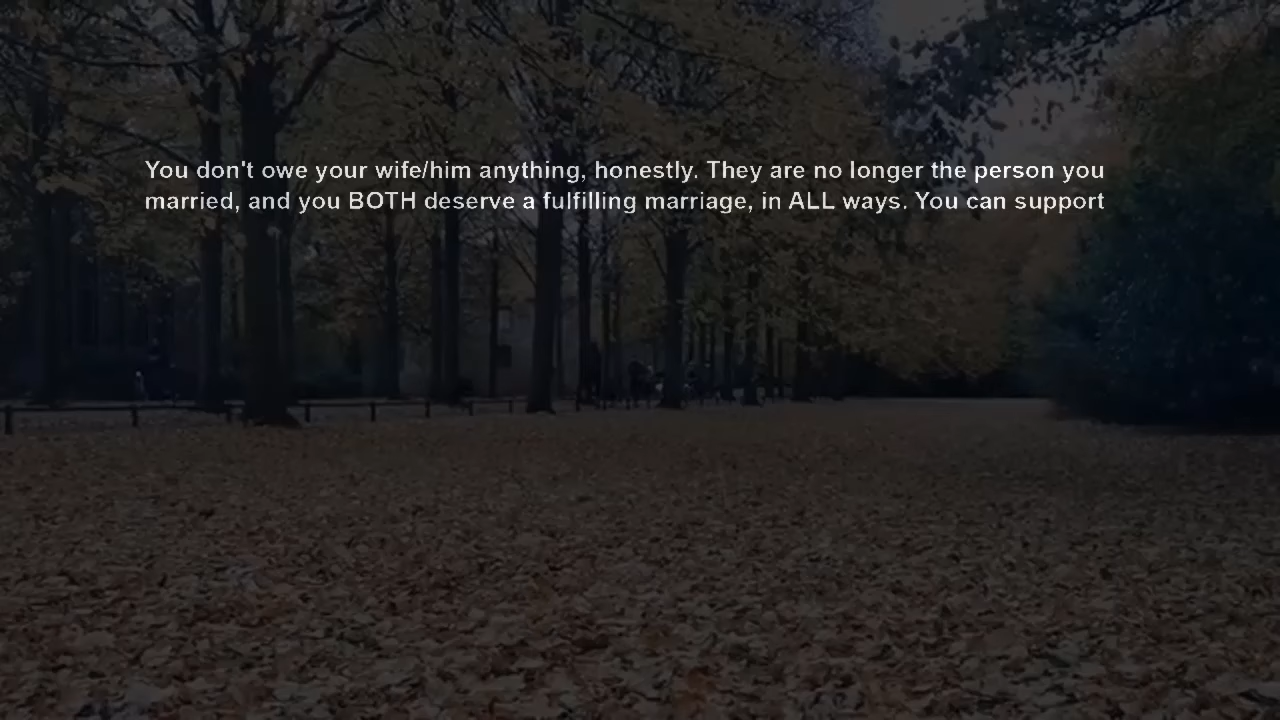 You don't owe your wife/him anything, honestly. They are no longer the person you
married, and you BOTH deserve a fulfilling marriage, in ALL ways. You can support